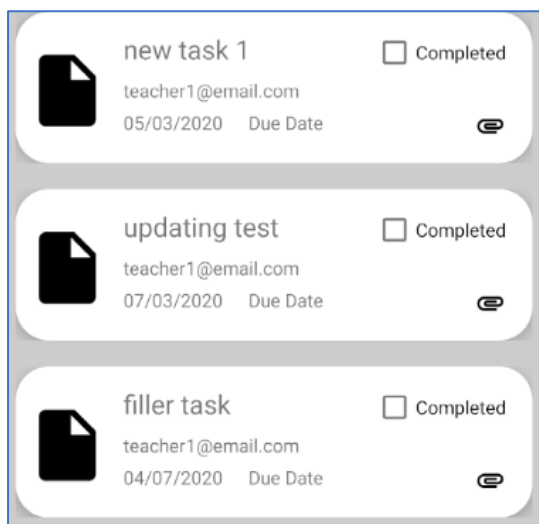 new task 1 Completed
teacher1@email.com
05/03/2020 Due Date
updating test Completed
teacher1@email.com
07/03/2020 Due Date
filler task Completed
teacher1@email.com
04/07/2020 Due Date